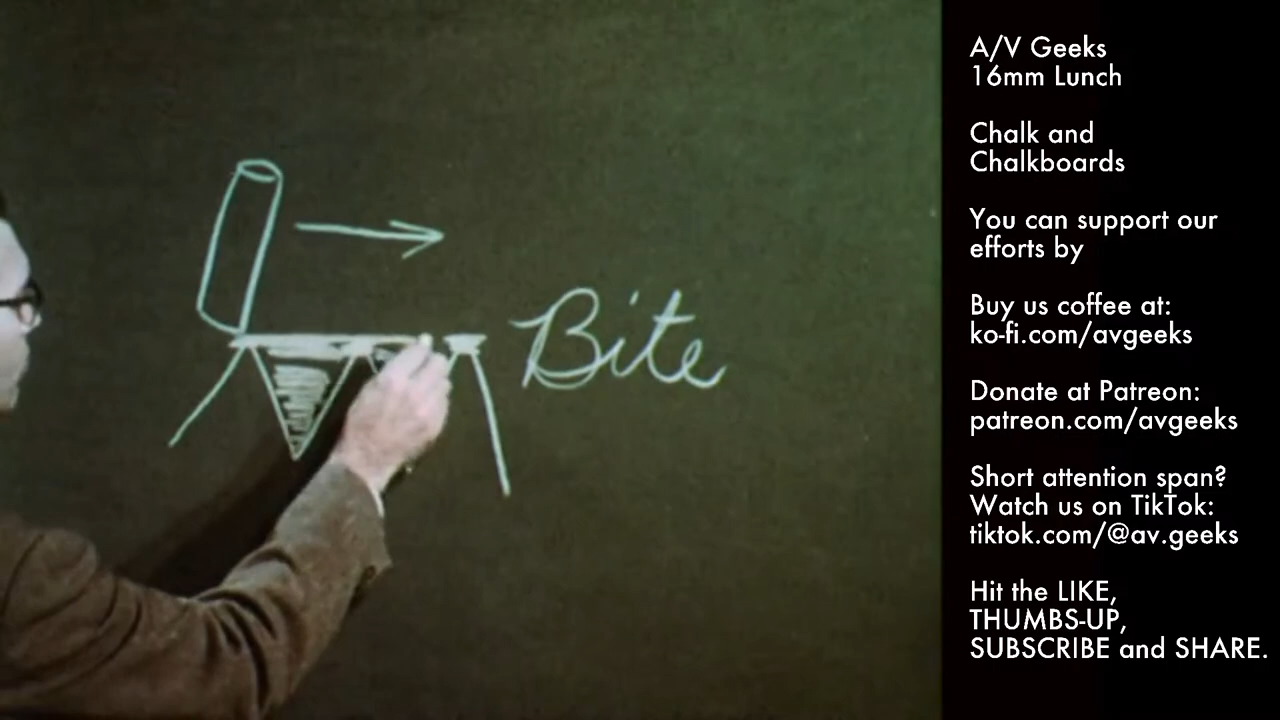 Bite
A/V Geeks
16mm Lunch
Chalk and
Chalkboards
You can support our
efforts by
Buy us coffee at:
ko-fi.com/avgeeks
Donate at Patreon:
patreon.com/avgeeks
Short attention span?
Watch us on TikTok:
tiktok.com/@av.geeks
Hit the LIKE,
THUMBS-UP,
SUBSCRIBE and SHARE.